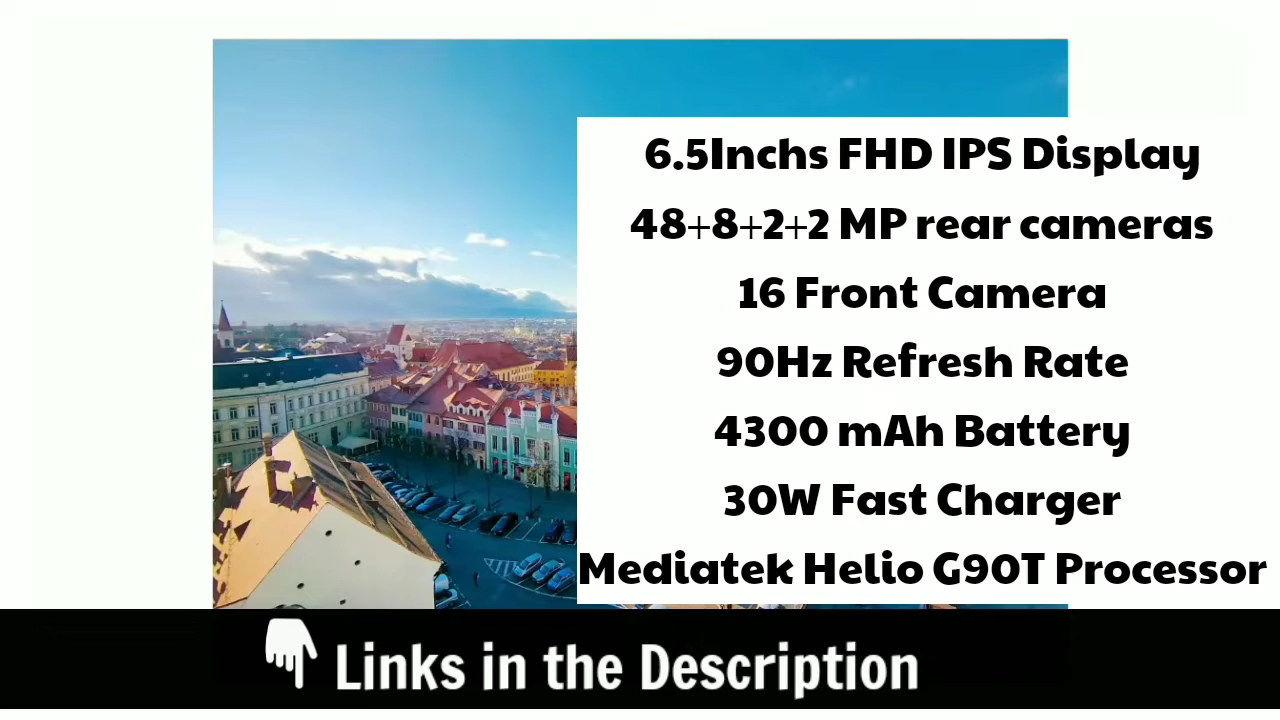 6.5Inchs FHD IPS Display
48+8+2+2 MP rear cameras
16 Front Camera
90Hz Refresh Rate
4300 mAh Battery
30W Fast Charger
Mediatek Helio G90T Processor
Links in the Description